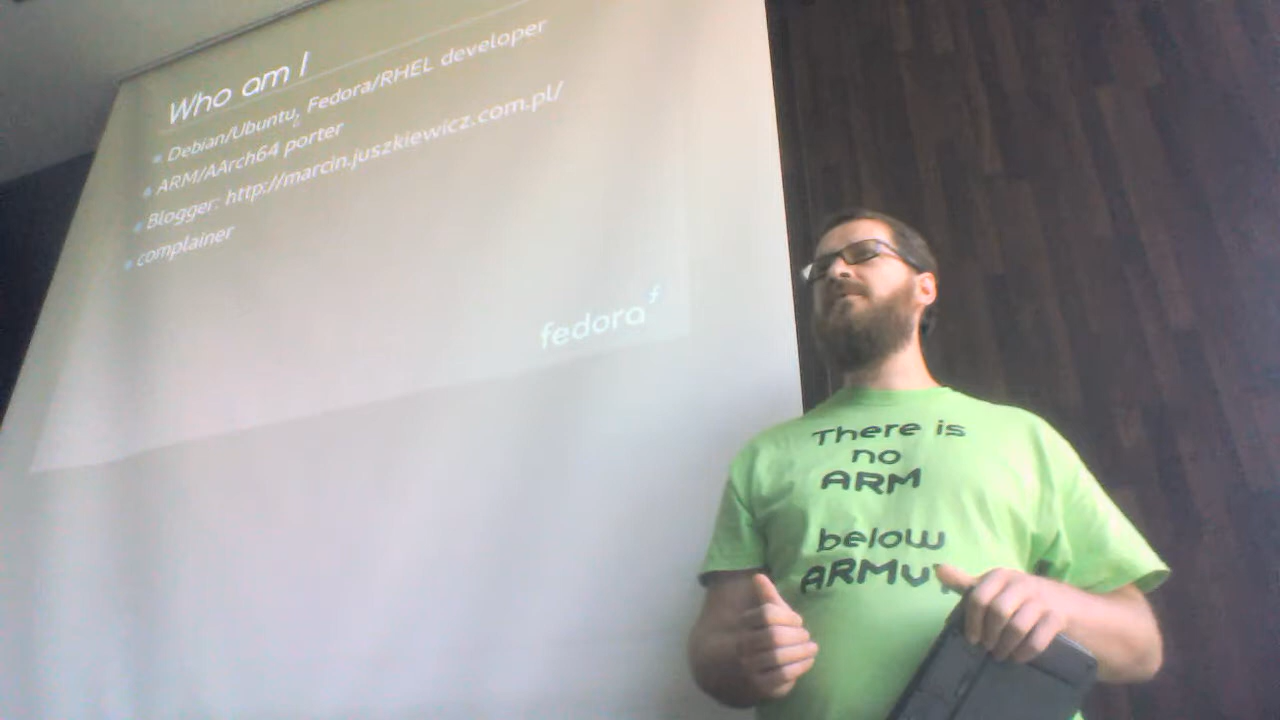 Who am I
Debian/Ubuntu, Fedora/RHEL developer
ARM/AArch64 porter
Blogger: http://marcin.juszkiewicz.com.pl/
complainer
fedora
There is
no
ARM
below